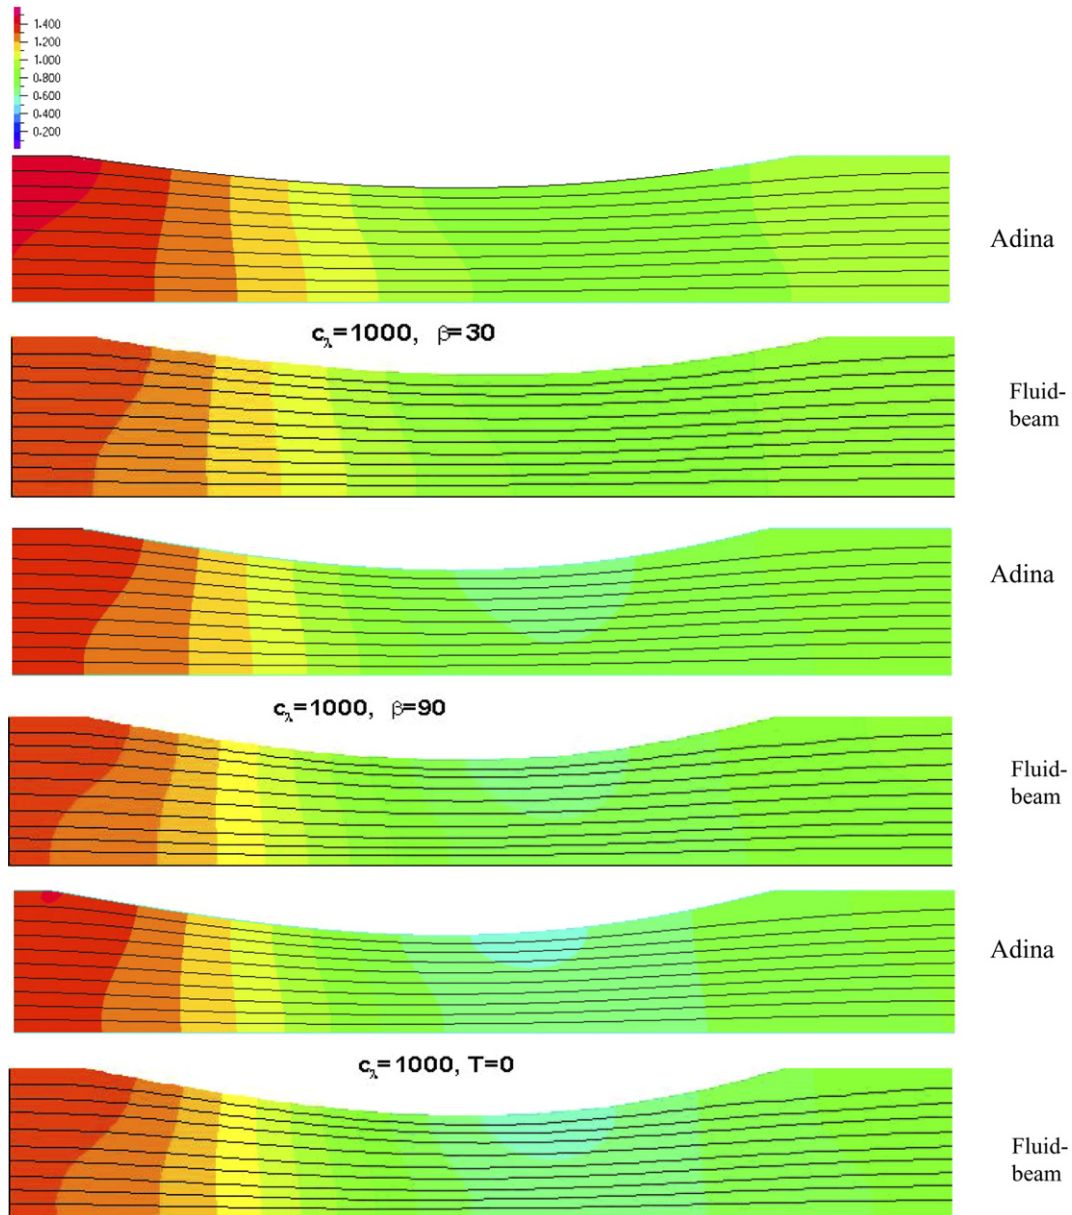 1.400
1.200
1.000
0.800
0.600
0.400
0.200
Adina
cλ=1000, β=30
Fluid-
beam
Adina
cλ=1000, β=90
Fluid-
beam
Adina
cλ=1000, T=0
Fluid-
beam